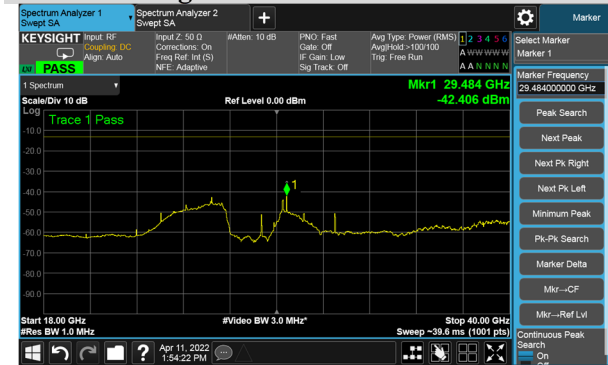 Spectrum Analyzer 1
Swept SA
Spectrum Analyzer 2
Swept SA
+
Marker
KEYSIGHT
Input: RF
Coupling: DC
Align: Auto
Input Z: 50 Ω
Corrections: On
Freq Ref: Int (S)
NFE: Adaptive
#Atten: 10 dB
PNO: Fast
Gate: Off
IF Gain: Low
Sig Track: Off
Avg Type: Power (RMS)
Avg|Hold:>100/100
Trig: Free Run
1 2 3 4 5 6
A W W W W W
A A N N N N
PASS
Select Marker
Marker 1
Marker Frequency
29.484000000 GHz
1 Spectrum
Mkr1 29.484 GHz
-42.406 dBm
Scale/Div 10 dB
Ref Level 0.00 dBm
Log
Trace 1 Pass
-10.0
-20.0
-30.0
-40.0
-50.0
-60.0
-70.0
-80.0
-90.0
1
Start 18.00 GHz
#Res BW 1.0 MHz
#Video BW 3.0 MHz*
Stop 40.00 GHz
Sweep ~39.6 ms (1001 pts)
Peak Search
Next Peak
Next Pk Right
Next Pk Left
Minimum Peak
Pk-Pk Search
Marker Delta
Mkr→CF
Mkr→Ref Lvl
Continuous Peak
Search
On
Off
?
Apr 11, 2022
1:54:22 PM